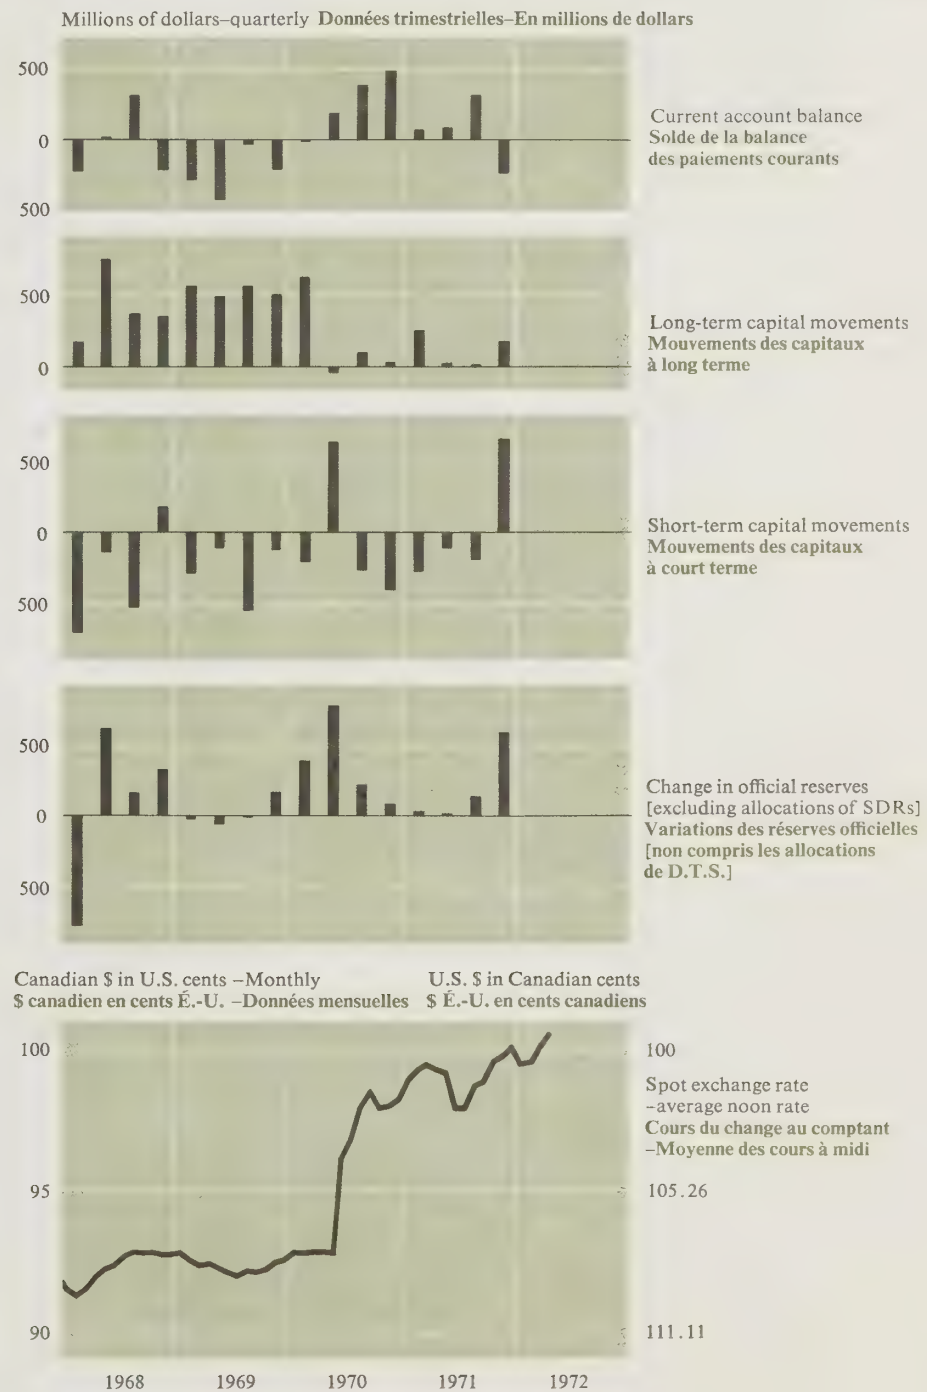 Millions of dollars–quarterly Données trimestrielles–En millions de dollars
500
0
500
Current account balance
Solde de la balance
des paiements courants
500
0
Long-term capital movements
Mouvements des capitaux
à long terme
500
0
500
Short-term capital movements
Mouvements des capitaux
à court terme
500
0
500
Change in official reserves
[excluding allocations of SDRs]
Variations des réserves officielles
[non compris les allocations
de D.T.S.]
Canadian $ in U.S. cents –Monthly
$ canadien en cents É.-U. –Données mensuelles
U.S. $ in Canadian cents
$ É.-U. en cents canadiens
100
95
90
100
Spot exchange rate
–average noon rate
Cours du change au comptant
–Moyenne des cours à midi
105.26
111.11
1968 1969 1970 1971 1972